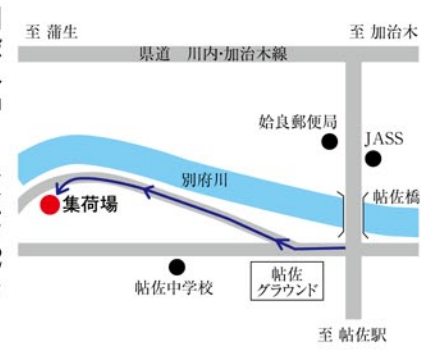 至 蒲生
至 加治木
県道 川内・加治木線
姶良郵便局
JASS
別府川
帖佐橋
集荷場
帖佐中学校
帖佐
グラウンド
至 帖佐駅